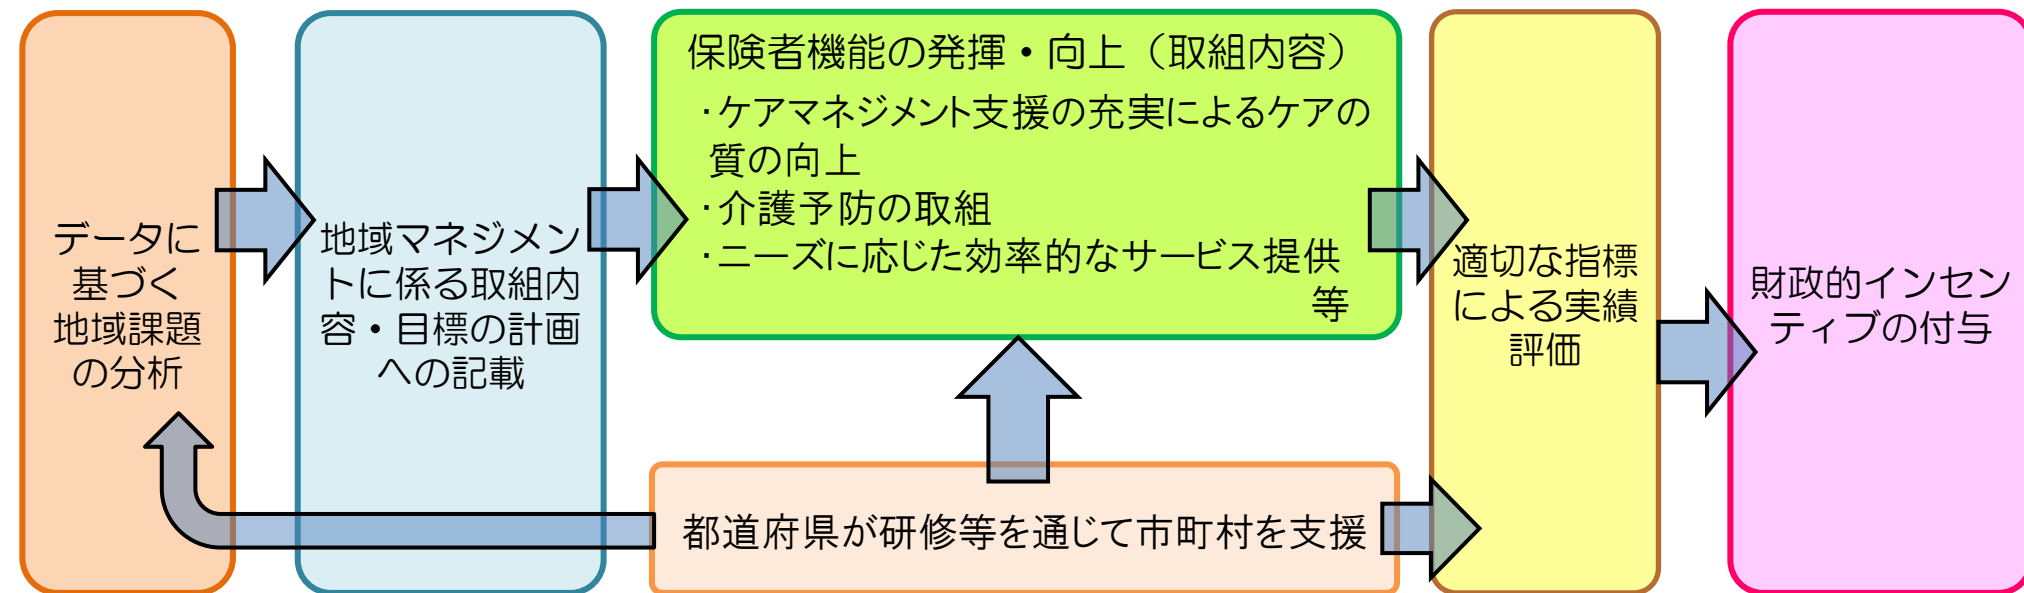 データに
基づく
地域課題
の分析
地域マネジメン
トに係る取組内
容・目標の計画
への記載
保険者機能の発揮・向上（取組内容）
・ケアマネジメント支援の充実によるケアの
質の向上
・介護予防の取組
・ニーズに応じた効率的なサービス提供
等
都道府県が研修等を通じて市町村を支援
適切な指標
による実績
評価
財政的インセン
ティブの付与